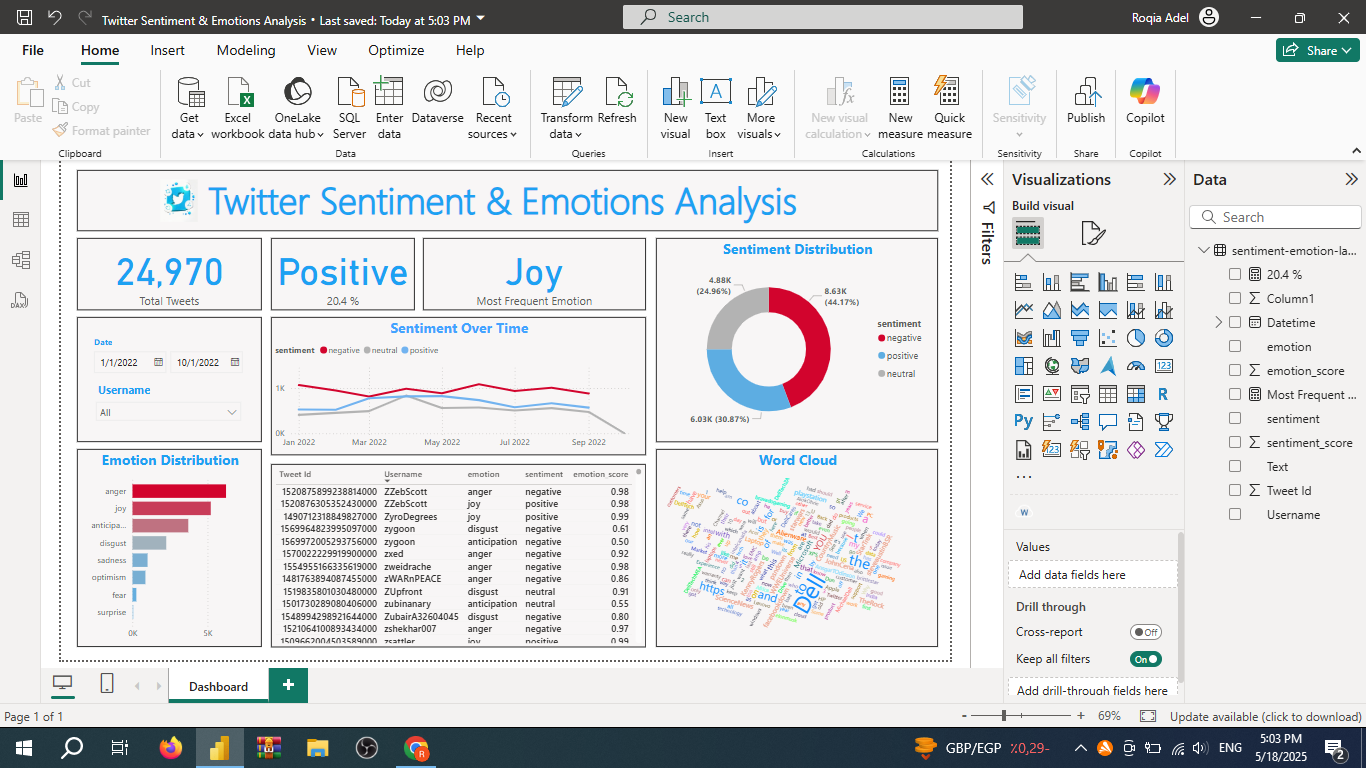 Twitter Sentiment & Emotions Analysis • Last saved: Today at 5:03 PM
Search
Roqia Adel
File Home Insert Modeling View Optimize Help
Share
Paste
Cut
Copy
Format painter
Get data
Excel workbook
OneLake data hub
SQL Server
Enter data
Dataverse
Recent sources
Transform data
Refresh
New visual
Text box
More visuals
New visual calculation
New measure
Quick measure
Sensitivity
Publish
Copilot
Clipboard
Data
Queries
Insert
Calculations
Sensitivity
Share
Copilot
Twitter Sentiment & Emotions Analysis
24,970
Total Tweets
Positive
20.4 %
Joy
Most Frequent Emotion
Sentiment Distribution
4.88K
(24.96%)
8.63K
(44.17%)
6.03K (30.87%)
sentiment
negative
positive
neutral
Date
1/1/2022
10/1/2022
Username
All
Sentiment Over Time
sentiment negative neutral positive
1K
0K
Jan 2022 Mar 2022 May 2022 Jul 2022 Sep 2022
Emotion Distribution
anger
joy
anticipa...
disgust
sadness
optimism
fear
surprise
0K 5K
Tweet Id Username emotion sentiment emotion_score
1520875899238814000 ZZebScott anger negative 0.98
1520876305352430000 ZZebScott joy positive 0.98
1490712318849827000 ZyroDegrees joy positive 0.99
1569964823995097000 zygoon disgust negative 0.61
1569972005293756000 zygoon anticipation negative 0.50
1570022229919900000 zxed anger negative 0.92
1554955166335619000 zweidrache anger negative 0.98
1481763894087455000 zWARnPEACE anger negative 0.86
1519835801030480000 ZUpfront disgust neutral 0.91
1501730289080406000 zubinanary anticipation neutral 0.55
1548994298921644000 ZubairA32604045 disgust negative 0.80
1521064100893434000 zshekhar007 anger negative 0.97
1509662004503589000 zsattler joy positive 0.99
Word Cloud
Dell
the
to
and
https
co
for
is
you
I
Filters
Visualizations
Build visual
Values
Add data fields here
Drill through
Cross-report
Off
Keep all filters
On
Add drill-through fields here
Data
Search
sentiment-emotion-la...
20.4 %
Column1
Datetime
emotion
emotion_score
Most Frequent ...
sentiment
sentiment_score
Text
Tweet Id
Username
Dashboard
Page 1 of 1
69%
Update available (click to download)
GBP/EGP %0,29-
ENG
5:03 PM
5/18/2025
2